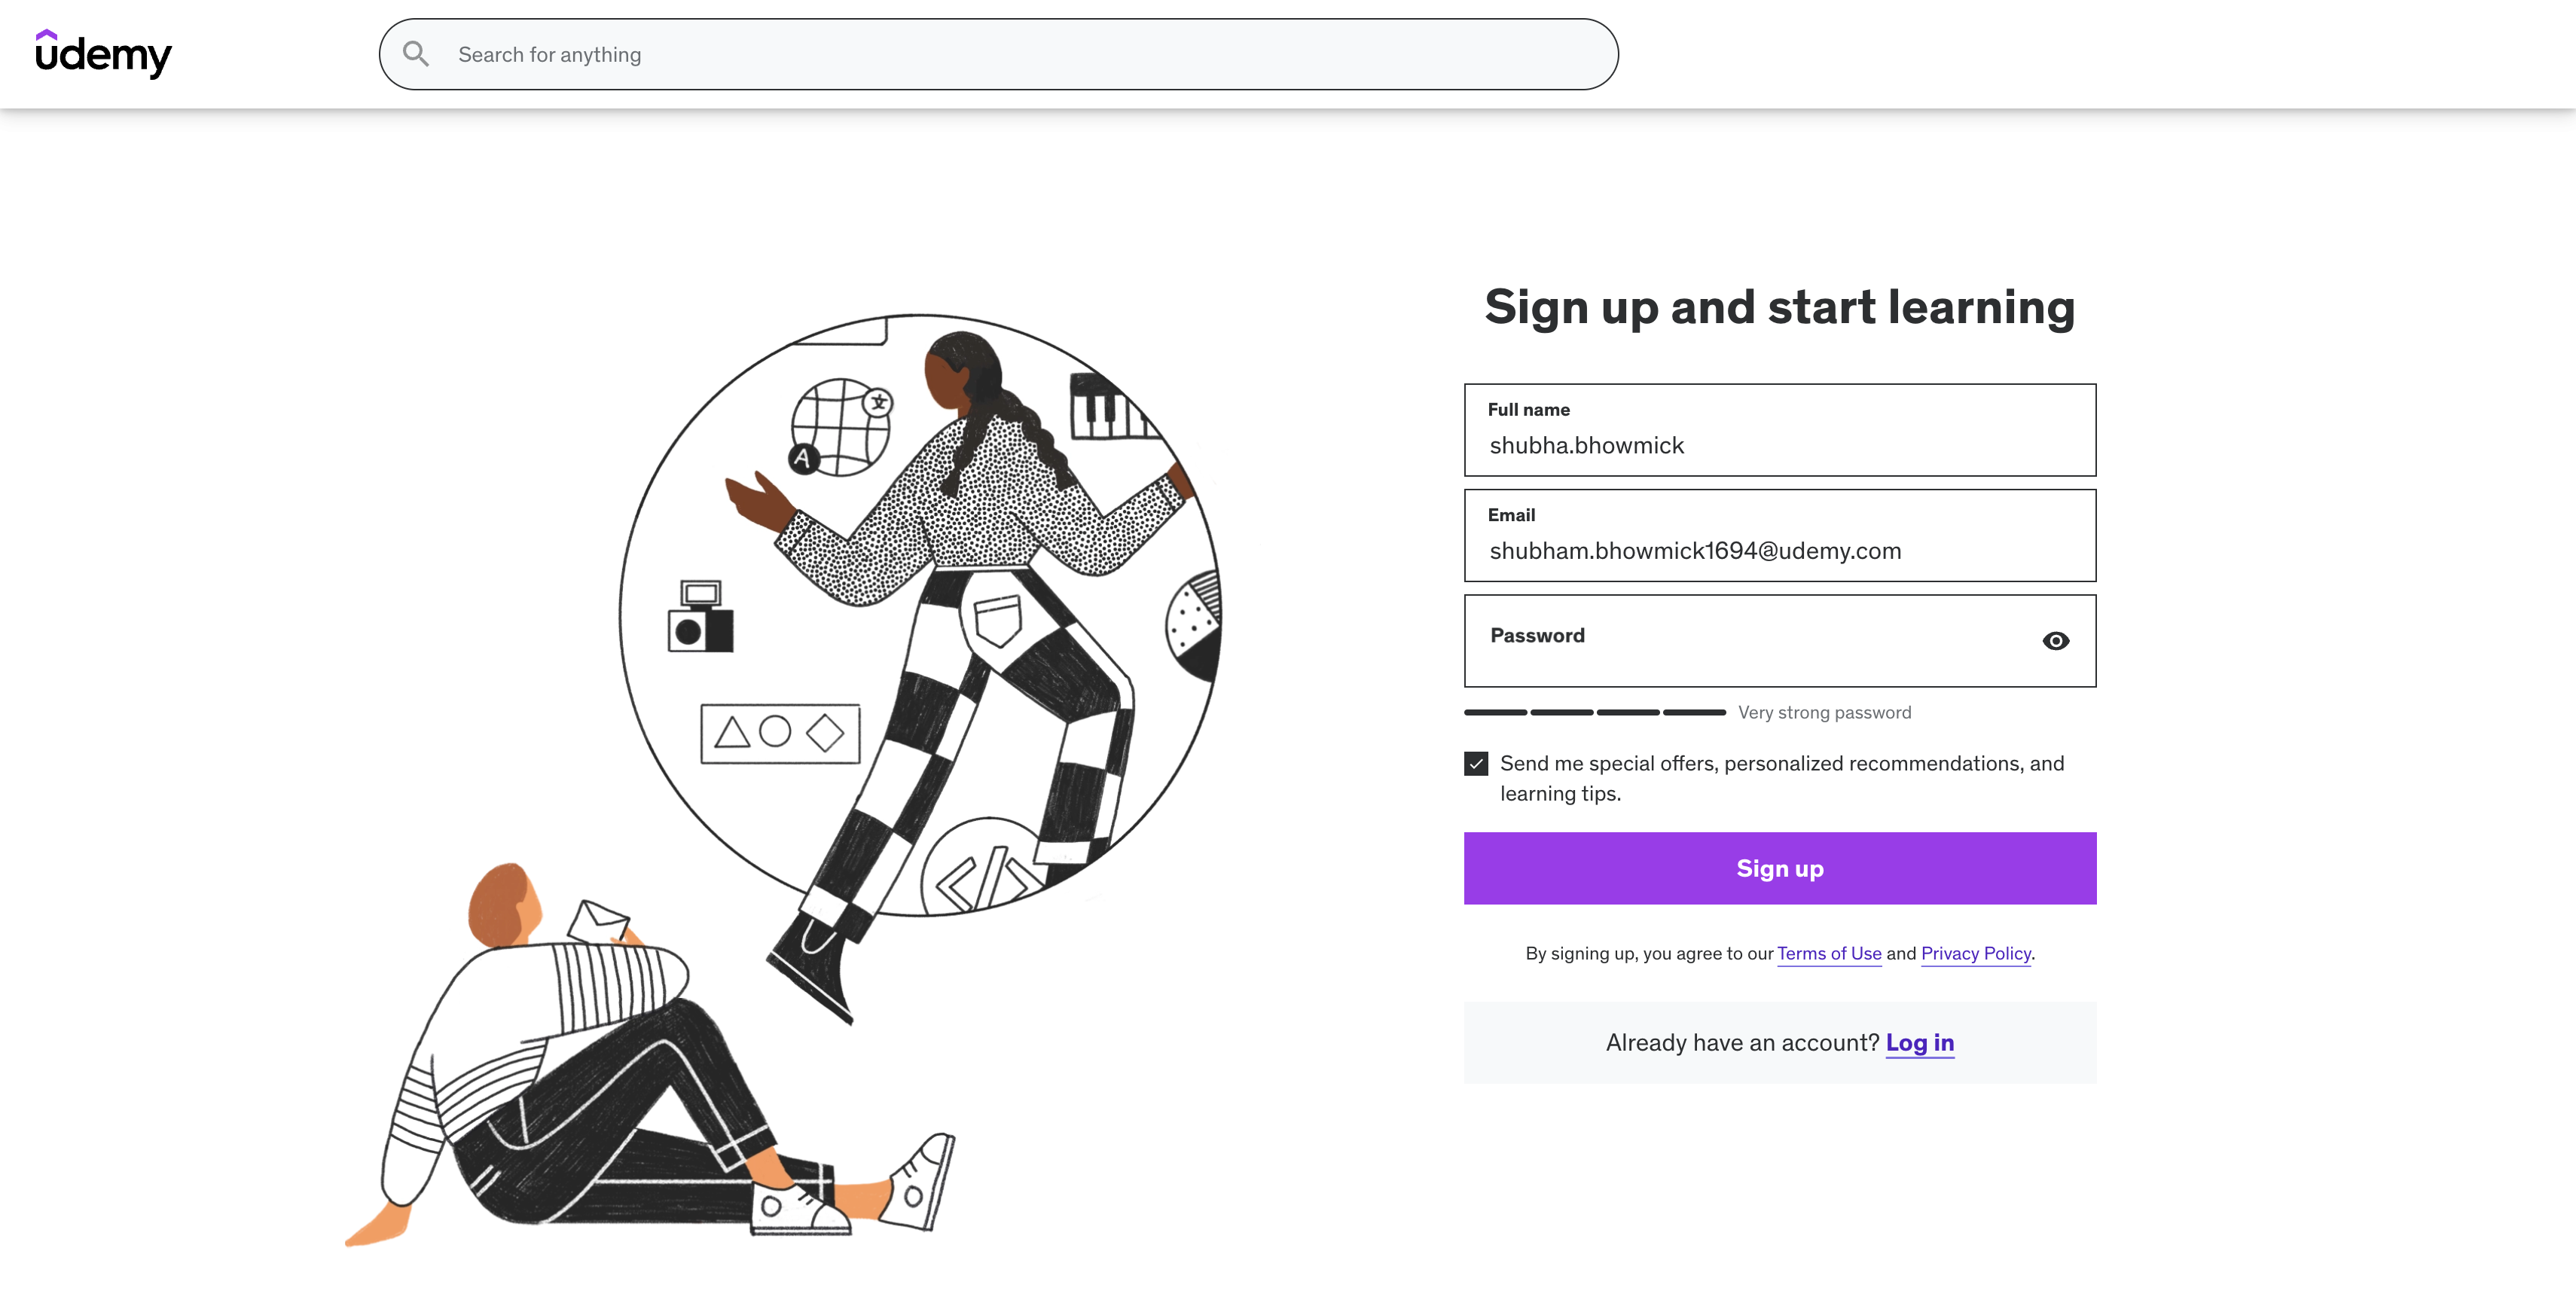 udemy
Search for anything
Sign up and start learning
文
A
Full name
shubha.bhowmick
Email
shubham.bhowmick1694@udemy.com
Password
Very strong password
Send me special offers, personalized recommendations, and
learning tips.
</>
Sign up
By signing up, you agree to our Terms of Use and Privacy Policy.
Already have an account? Log in